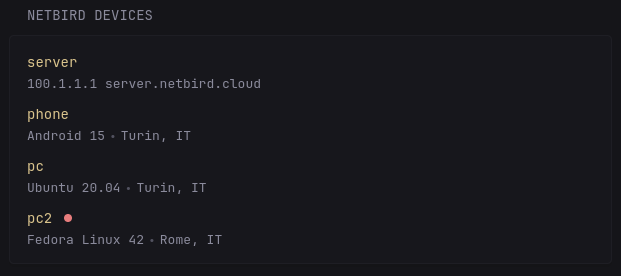 NETBIRD DEVICES
server
100.1.1.1 server.netbird.cloud
phone
Android 15 • Turin, IT
pc
Ubuntu 20.04 • Turin, IT
pc2
Fedora Linux 42 • Rome, IT